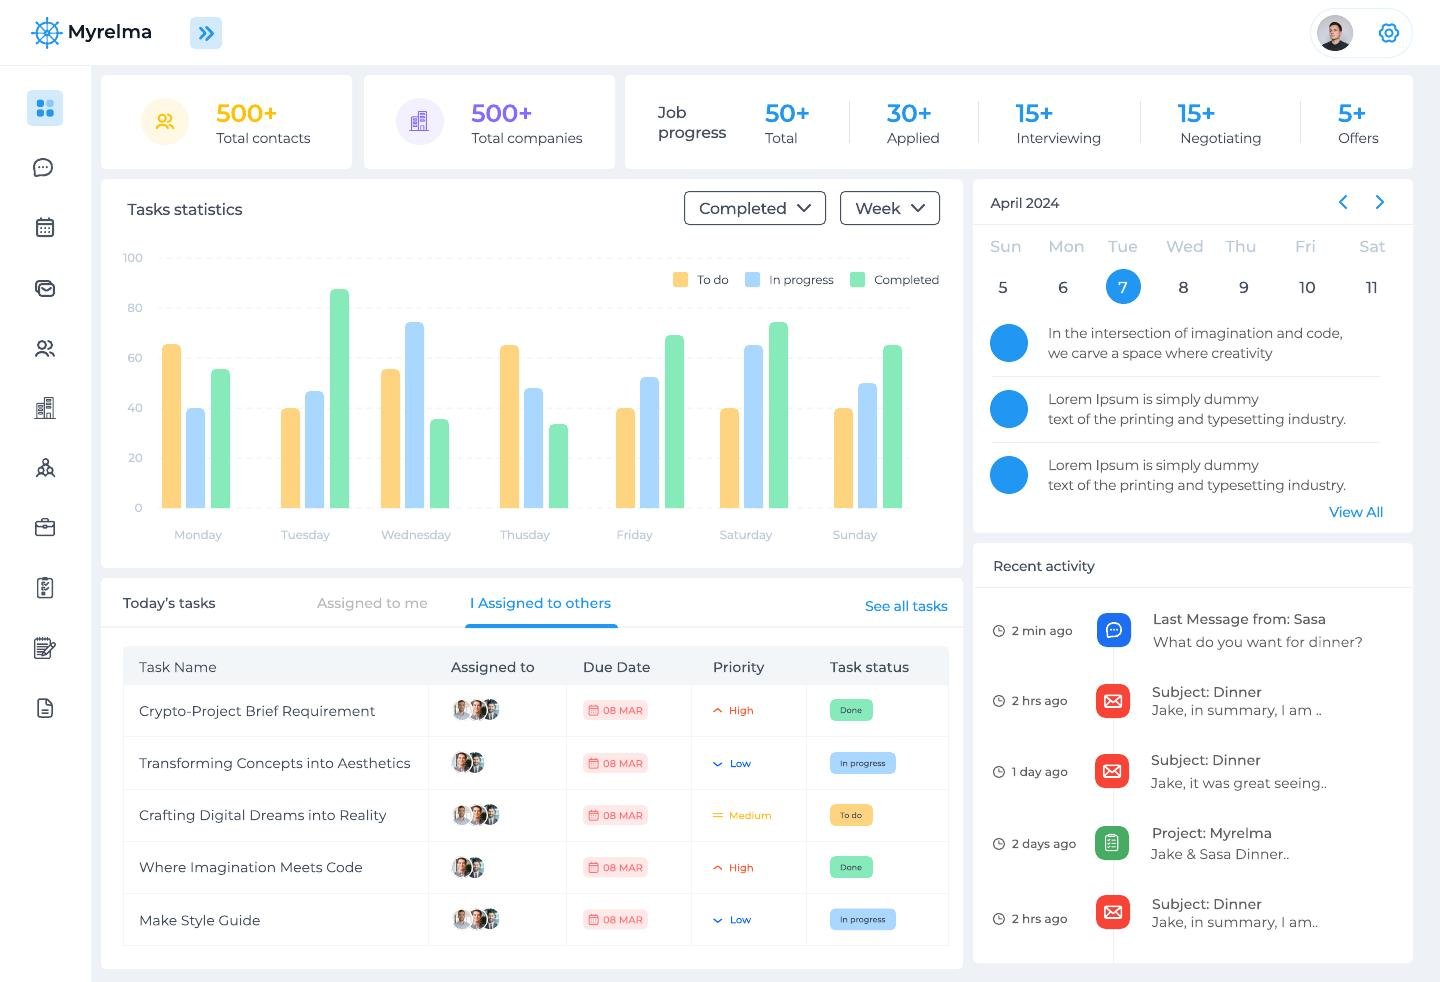 Myrelma
500+
Total contacts
500+
Total companies
Job
progress
50+
Total
30+
Applied
15+
Interviewing
15+
Negotiating
5+
Offers
Tasks statistics
Completed
Week
To do
In progress
Completed
100
80
60
40
20
0
Monday
Tuesday
Wednesday
Thusday
Friday
Saturday
Sunday
April 2024
Sun Mon Tue Wed Thu Fri Sat
5 6 7 8 9 10 11
In the intersection of imagination and code,
we carve a space where creativity
Lorem Ipsum is simply dummy
text of the printing and typesetting industry.
Lorem Ipsum is simply dummy
text of the printing and typesetting industry.
View All
Today’s tasks
Assigned to me
I Assigned to others
See all tasks
Task Name Assigned to Due Date Priority Task status
Crypto-Project Brief Requirement 08 MAR High Done
Transforming Concepts into Aesthetics 08 MAR Low In progress
Crafting Digital Dreams into Reality 08 MAR Medium To do
Where Imagination Meets Code 08 MAR High Done
Make Style Guide 08 MAR Low In progress
Recent activity
2 min ago
Last Message from: Sasa
What do you want for dinner?
2 hrs ago
Subject: Dinner
Jake, in summary, I am ..
1 day ago
Subject: Dinner
Jake, it was great seeing..
2 days ago
Project: Myrelma
Jake & Sasa Dinner..
2 hrs ago
Subject: Dinner
Jake, in summary, I am..